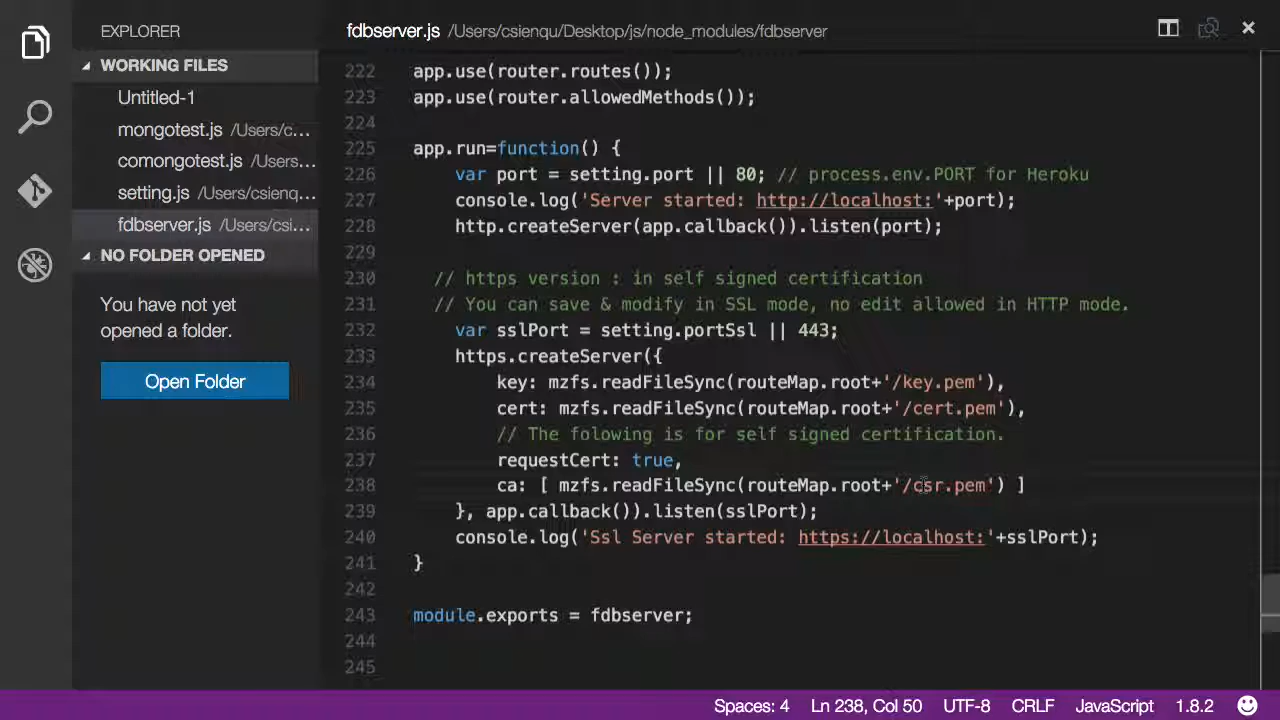 EXPLORER
WORKING FILES
Untitled-1
mongotest.js /Users/c...
comongotest.js /Users...
setting.js /Users/csienq...
fdbserver.js /Users/csi...
NO FOLDER OPENED
You have not yet
opened a folder.
Open Folder
fdbserver.js /Users/csienqu/Desktop/js/node_modules/fdbserver
222 app.use(router.routes());
223 app.use(router.allowedMethods());
224
225 app.run=function() {
226 var port = setting.port || 80; // process.env.PORT for Heroku
227 console.log('Server started: http://localhost:'+port);
228 http.createServer(app.callback()).listen(port);
229
230 // https version : in self signed certification
231 // You can save & modify in SSL mode, no edit allowed in HTTP mode.
232 var sslPort = setting.portSsl || 443;
233 https.createServer({
234 key: mzfs.readFileSync(routeMap.root+'/key.pem'),
235 cert: mzfs.readFileSync(routeMap.root+'/cert.pem'),
236 // The folowing is for self signed certification.
237 requestCert: true,
238 ca: [ mzfs.readFileSync(routeMap.root+'/csr.pem') ]
239 }, app.callback()).listen(sslPort);
240 console.log('Ssl Server started: https://localhost:'+sslPort);
241 }
242
243 module.exports = fdbserver;
244
245
Spaces: 4 Ln 238, Col 50 UTF-8 CRLF JavaScript 1.8.2